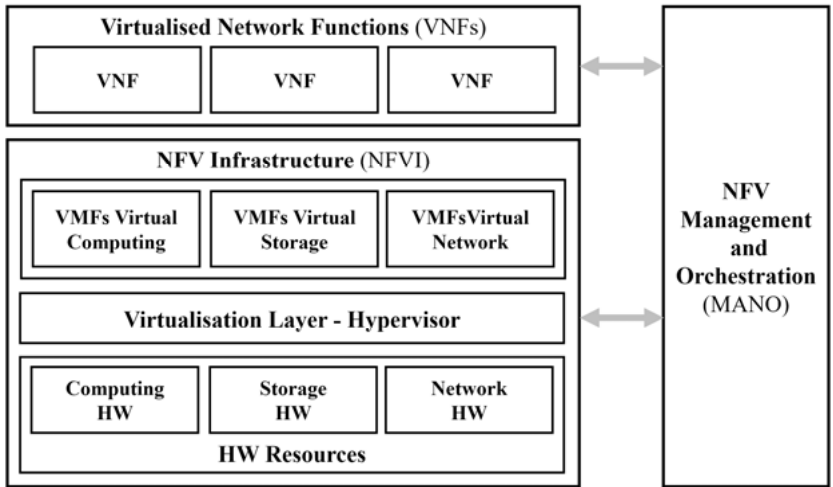 Virtualised Network Functions (VNFs)
VNF
VNF
VNF
NFV Infrastructure (NFVI)
VMFs Virtual
Computing
VMFs Virtual
Storage
VMFsVirtual
Network
Virtualisation Layer - Hypervisor
Computing
HW
Storage
HW
Network
HW
HW Resources
NFV
Management
and
Orchestration
(MANO)